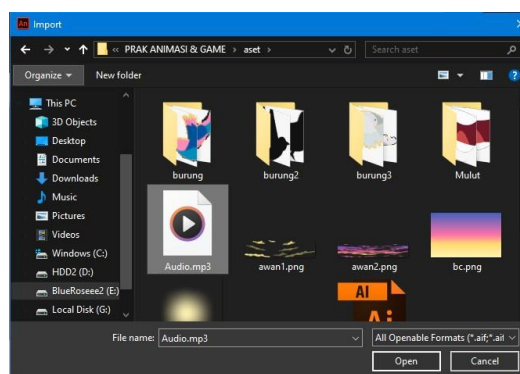 An Import
« PRAK ANIMASI & GAME › aset ›
Search aset
Organize
New folder
This PC
3D Objects
Desktop
Documents
Downloads
Music
Pictures
Videos
Windows (C:)
HDD2 (D:)
BlueRoseee2 (E:)
Local Disk (G:)
burung
burung2
burung3
Mulut
Audio.mp3
awan1.png
awan2.png
bc.png
AI
Ai
File name:
Audio.mp3
All Openable Formats (*.aif;*.aif
Open
Cancel